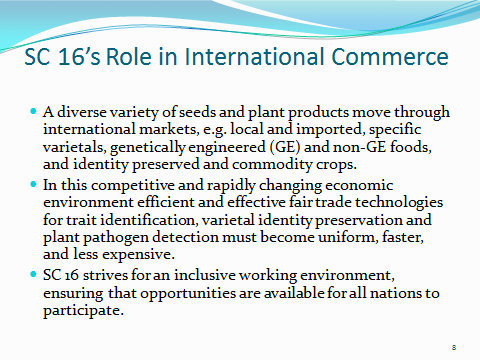 SC 16’s Role in International Commerce
A diverse variety of seeds and plant products move through
international markets, e.g. local and imported, specific
varietals, genetically engineered (GE) and non-GE foods,
and identity preserved and commodity crops.
In this competitive and rapidly changing economic
environment efficient and effective fair trade technologies
for trait identification, varietal identity preservation and
plant pathogen detection must become uniform, faster,
and less expensive.
SC 16 strives for an inclusive working environment,
ensuring that opportunities are available for all nations to
participate.
8